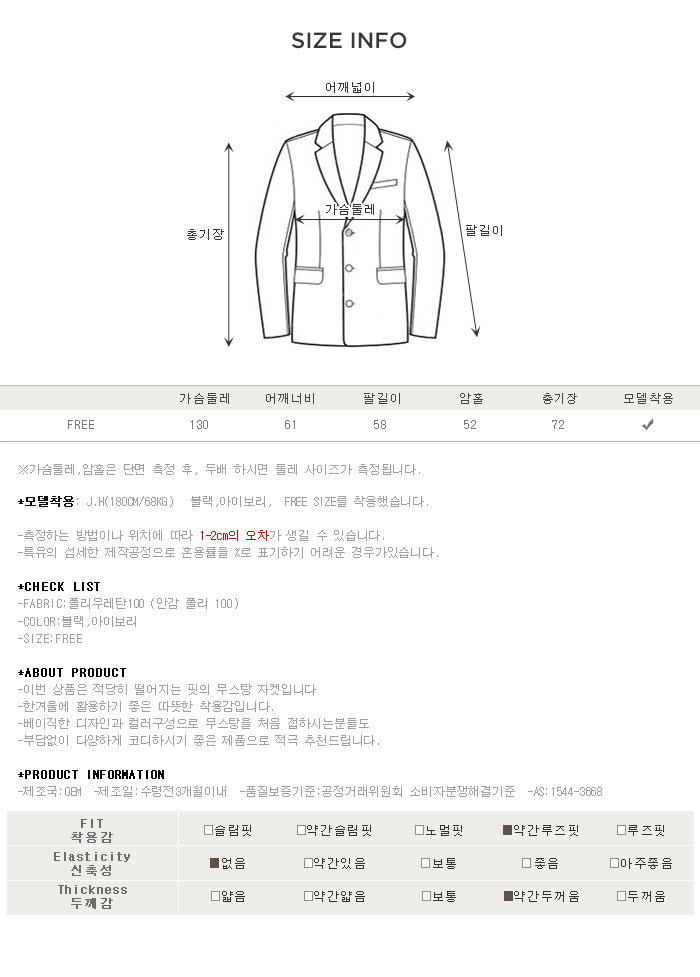 SIZE INFO
어깨넓이
가슴둘레
총기장
팔길이
가슴둘레 어깨너비 팔길이 암홀 총기장 모델착용
FREE 130 61 58 52 72
※가슴둘레,암홀은 단면 측정 후, 두배 하시면 둘레 사이즈가 측정됩니다.
*모델착용: J.H(180CM/68KG) 블랙,아이보리, FREE SIZE를 착용했습니다.
-측정하는 방법이나 위치에 따라 1-2cm의 오차가 생길 수 있습니다.
-특유의 섬세한 제작공정으로 혼용률을 %로 표기하기 어려운 경우가있습니다.
*CHECK LIST
-FABRIC:폴리우레탄100 (안감 폴리 100)
-COLOR:블랙,아이보리
-SIZE:FREE
*ABOUT PRODUCT
-이번 상품은 적당히 떨어지는 핏의 무스탕 자켓입니다
-한겨울에 활용하기 좋은 따뜻한 착용감입니다.
-베이직한 디자인과 컬러구성으로 무스탕을 처음 접하시는분들도
-부담없이 다양하게 코디하시기 좋은 제품으로 적극 추천드립니다.
*PRODUCT INFORMATION
-제조국:OEM -제조일:수령전3개월이내 -품질보증기준:공정거래위원회 소비자분쟁해결기준 -AS:1544-3668
FIT
착용감
□슬림핏 □약간슬림핏 □노멀핏 ■약간루즈핏 □루즈핏
Elasticity
신축성
■없음 □약간있음 □보통 □좋음 □아주좋음
Thickness
두께감
□얇음 □약간얇음 □보통 ■약간두꺼움 □두꺼움